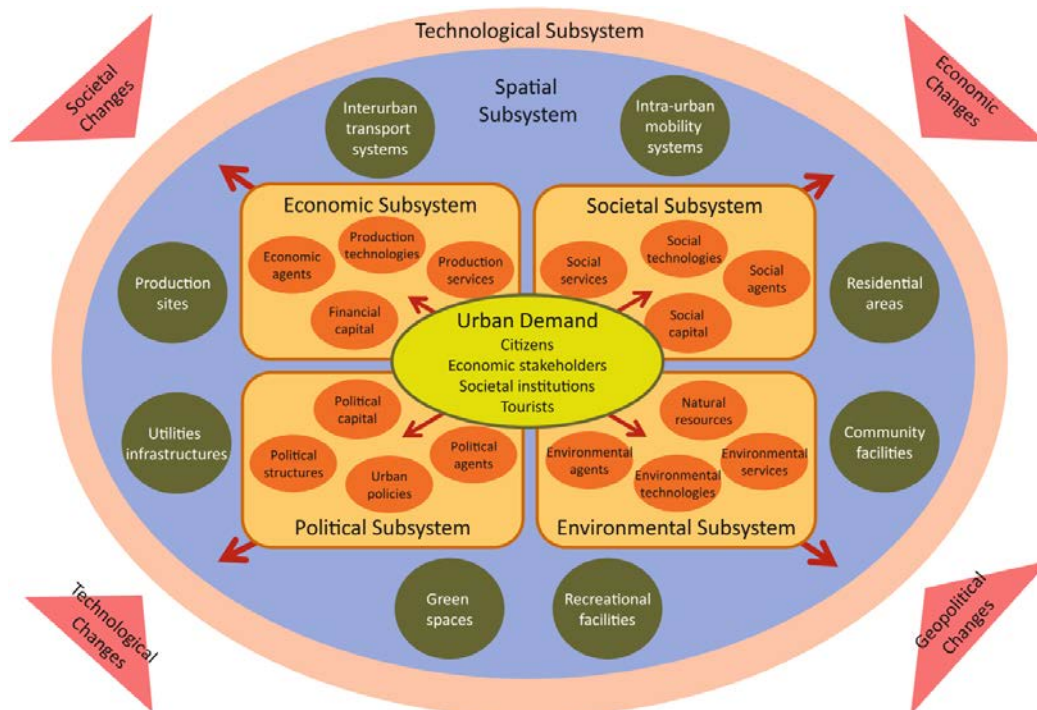 Technological Subsystem
Societal
Changes
Economic
Changes
Spatial
Subsystem
Interurban
transport
systems
Intra-urban
mobility
systems
Economic Subsystem
Economic
agents
Production
technologies
Production
services
Financial
capital
Societal Subsystem
Social
services
Social
technologies
Social
agents
Social
capital
Production
sites
Residential
areas
Urban Demand
Citizens
Economic stakeholders
Societal institutions
Tourists
Utilities
infrastructures
Community
facilities
Political
capital
Political
structures
Urban
policies
Political
agents
Political Subsystem
Natural
resources
Environmental
agents
Environmental
technologies
Environmental
services
Environmental Subsystem
Green
spaces
Recreational
facilities
Technological
Changes
Geopolitical
Changes